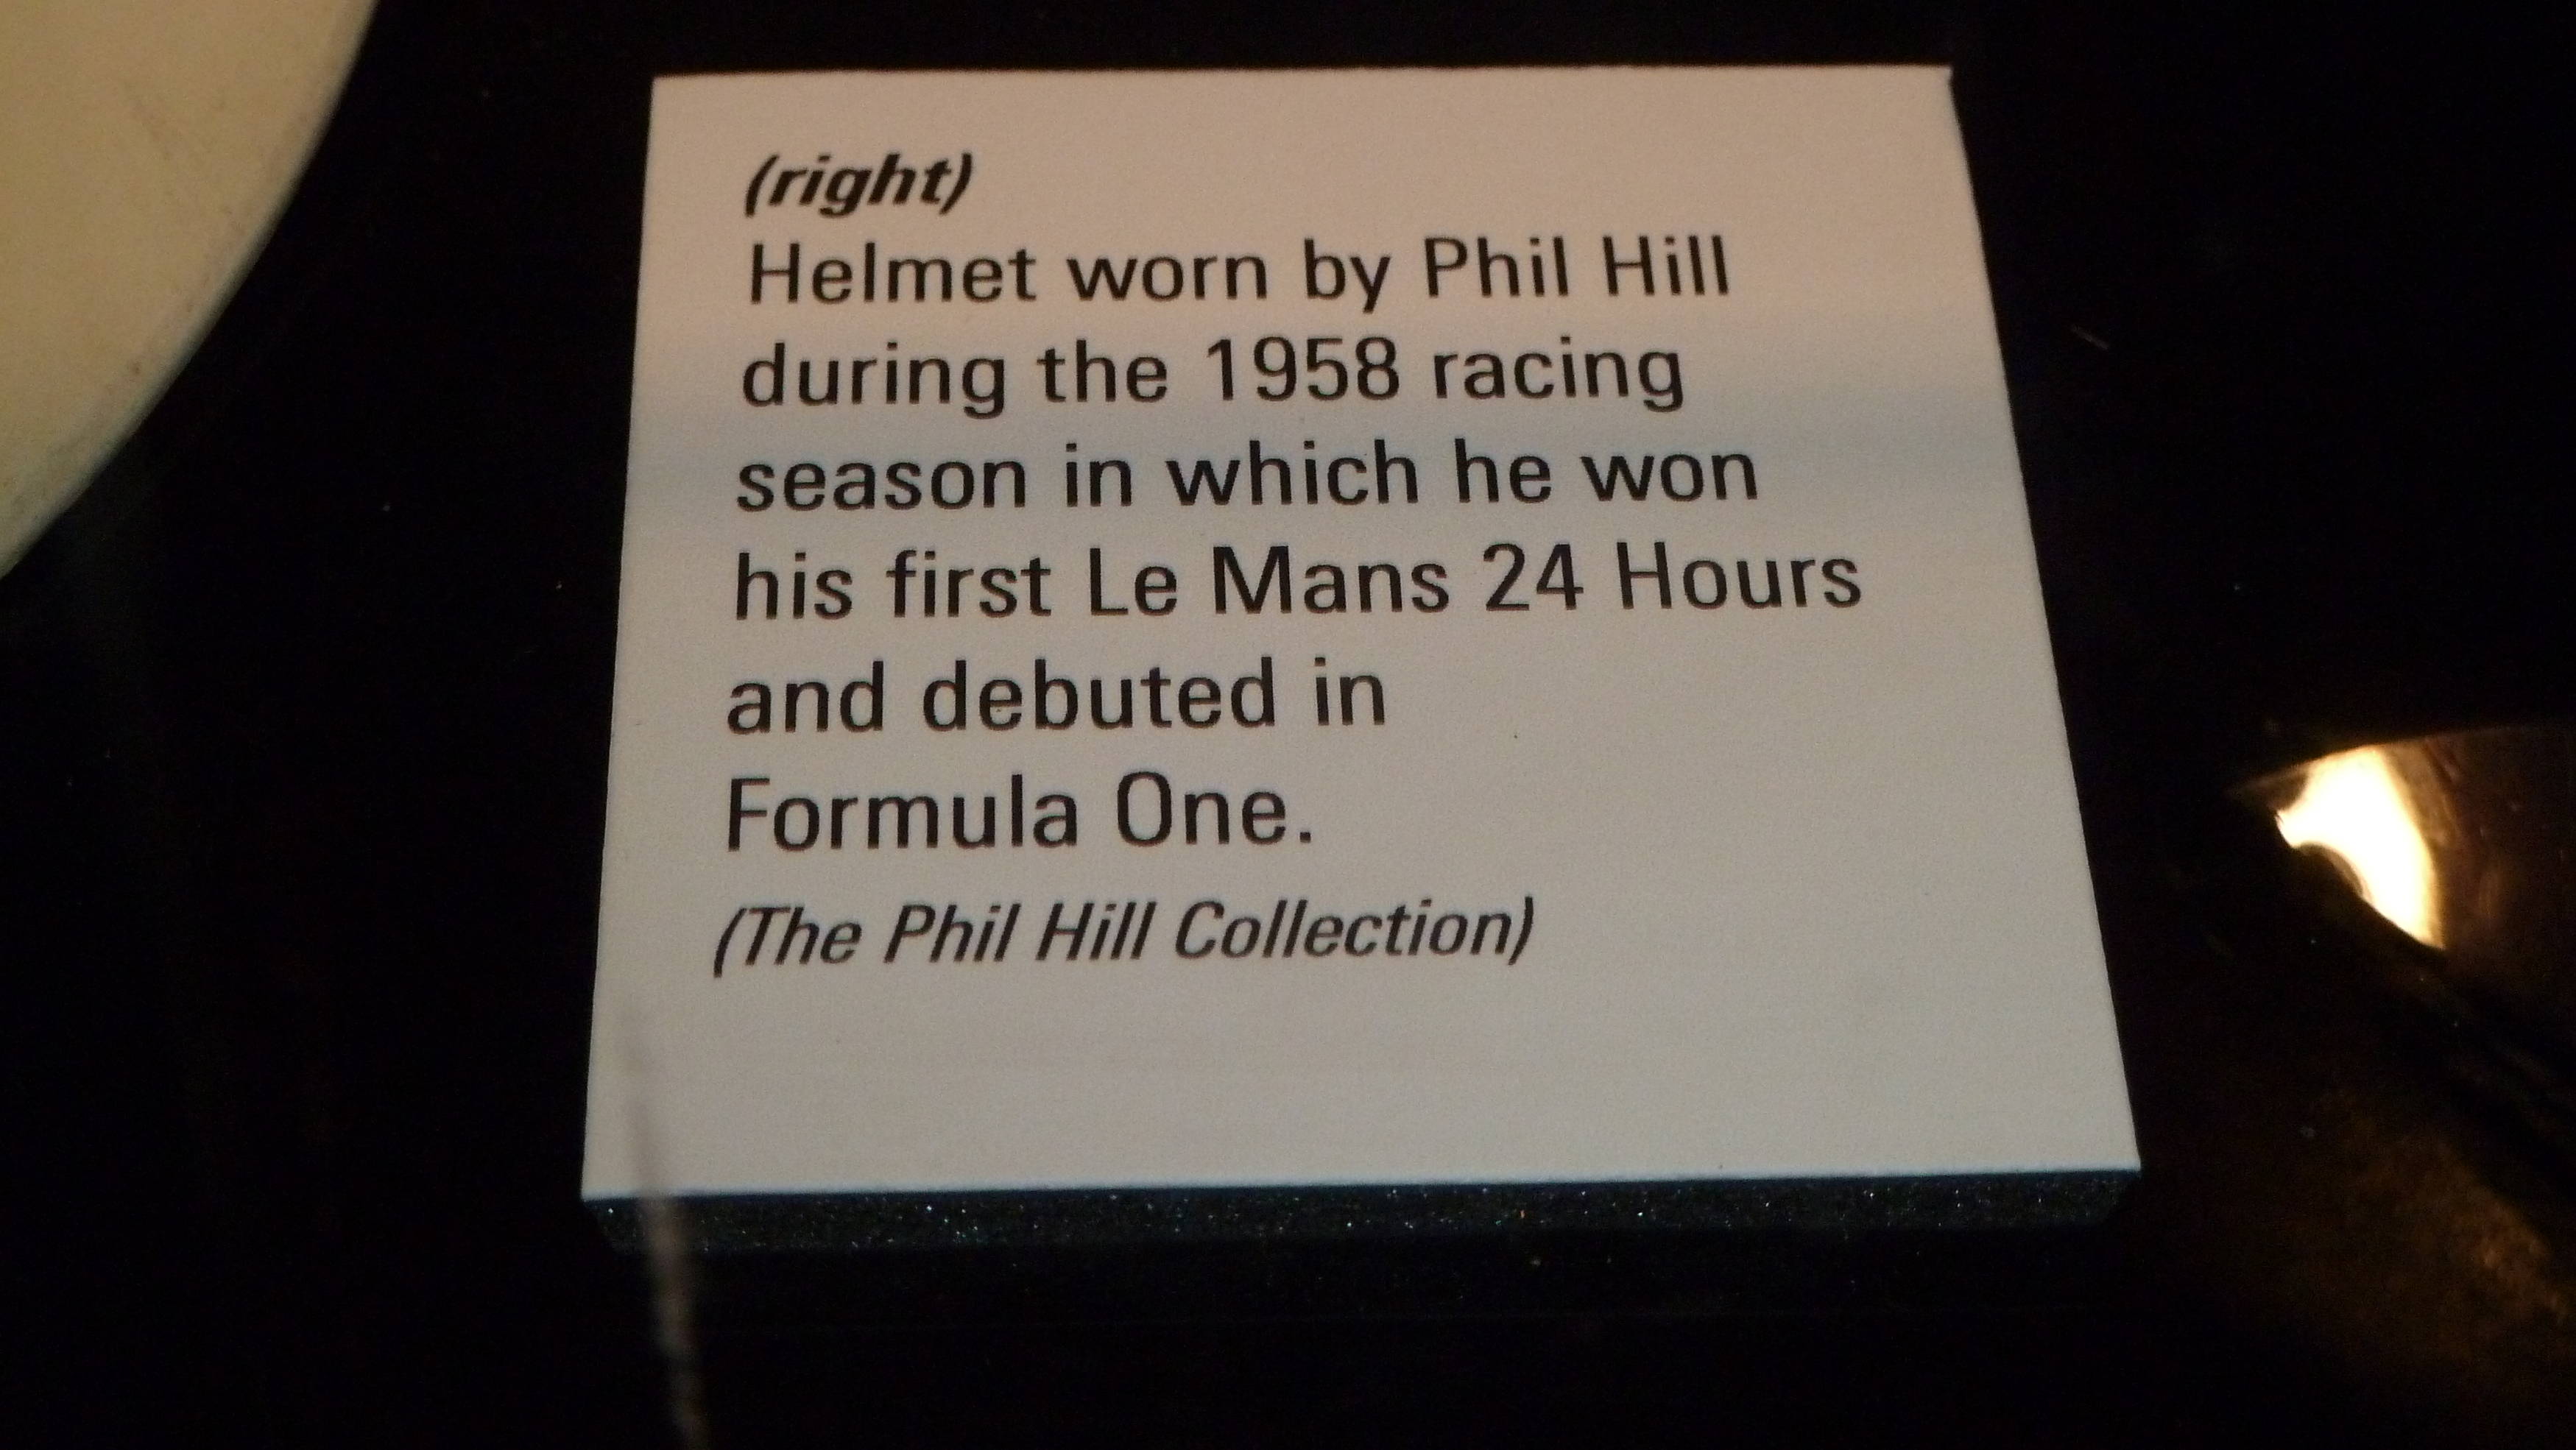 (right)
Helmet worn by Phil Hill
during the 1958 racing
season in which he won
his first Le Mans 24 Hours
and debuted in
Formula One.
(The Phil Hill Collection)